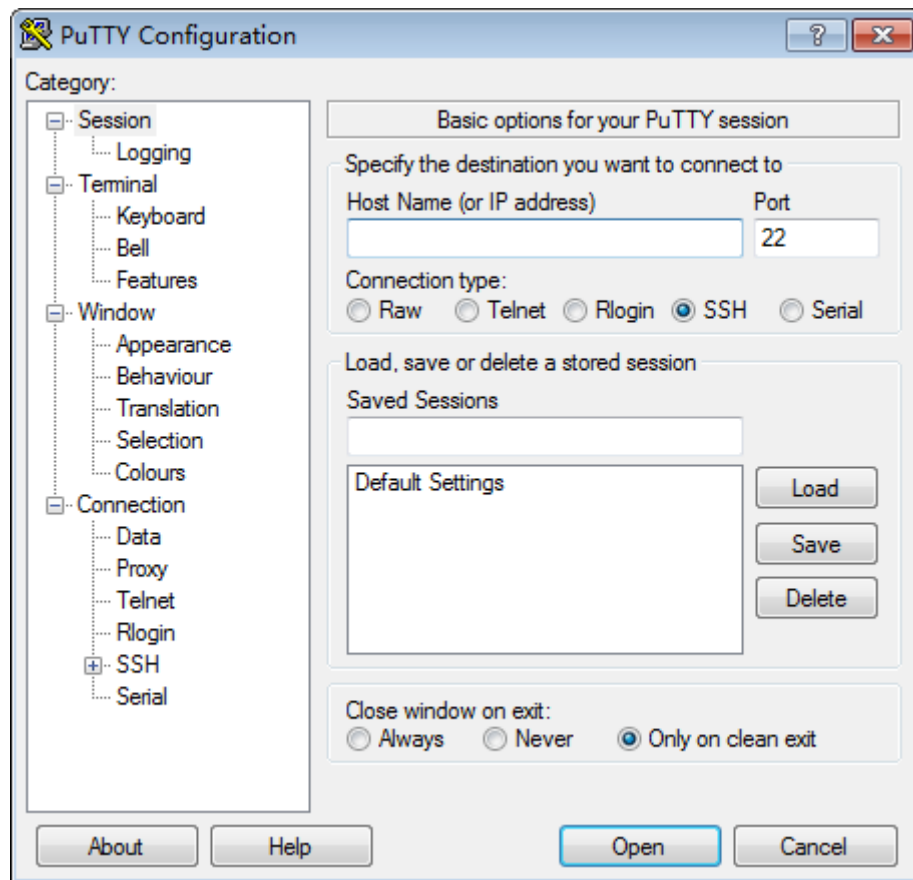 PuTTY Configuration
Category:
Session
Logging
Terminal
Keyboard
Bell
Features
Window
Appearance
Behaviour
Translation
Selection
Colours
Connection
Data
Proxy
Telnet
Rlogin
SSH
Serial
Basic options for your PuTTY session
Specify the destination you want to connect to
Host Name (or IP address) Port
22
Connection type:
Raw Telnet Rlogin SSH Serial
Load, save or delete a stored session
Saved Sessions
Default Settings
Load
Save
Delete
Close window on exit:
Always Never Only on clean exit
About Help Open Cancel